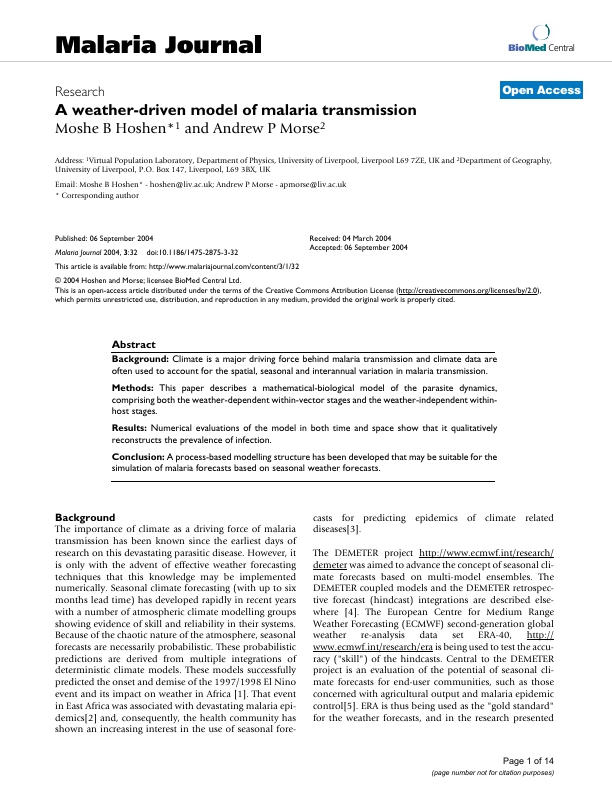 Malaria Journal
BioMed Central
Research
Open Access
A weather-driven model of malaria transmission
Moshe B Hoshen*1 and Andrew P Morse2
Address: 1Virtual Population Laboratory, Department of Physics, University of Liverpool, Liverpool L69 7ZE, UK and 2Department of Geography,
University of Liverpool, P.O. Box 147, Liverpool, L69 3BX, UK
Email: Moshe B Hoshen* - hoshen@liv.ac.uk; Andrew P Morse - apmorse@liv.ac.uk
* Corresponding author
Published: 06 September 2004
Malaria Journal 2004, 3:32 doi:10.1186/1475-2875-3-32
Received: 04 March 2004
Accepted: 06 September 2004
This article is available from: http://www.malariajournal.com/content/3/1/32
© 2004 Hoshen and Morse; licensee BioMed Central Ltd.
This is an open-access article distributed under the terms of the Creative Commons Attribution License (http://creativecommons.org/licenses/by/2.0),
which permits unrestricted use, distribution, and reproduction in any medium, provided the original work is properly cited.
Abstract
Background: Climate is a major driving force behind malaria transmission and climate data are
often used to account for the spatial, seasonal and interannual variation in malaria transmission.
Methods: This paper describes a mathematical-biological model of the parasite dynamics,
comprising both the weather-dependent within-vector stages and the weather-independent within-
host stages.
Results: Numerical evaluations of the model in both time and space show that it qualitatively
reconstructs the prevalence of infection.
Conclusion: A process-based modelling structure has been developed that may be suitable for the
simulation of malaria forecasts based on seasonal weather forecasts.
Background
The importance of climate as a driving force of malaria
transmission has been known since the earliest days of
research on this devastating parasitic disease. However, it
is only with the advent of effective weather forecasting
techniques that this knowledge may be implemented
numerically. Seasonal climate forecasting (with up to six
months lead time) has developed rapidly in recent years
with a number of atmospheric climate modelling groups
showing evidence of skill and reliability in their systems.
Because of the chaotic nature of the atmosphere, seasonal
forecasts are necessarily probabilistic. These probabilistic
predictions are derived from multiple integrations of
deterministic climate models. These models successfully
predicted the onset and demise of the 1997/1998 El Nino
event and its impact on weather in Africa [1]. That event
in East Africa was associated with devastating malaria epi-
demics[2] and, consequently, the health community has
shown an increasing interest in the use of seasonal fore-
casts for predicting epidemics of climate related
diseases[3].
The DEMETER project http://www.ecmwf.int/research/
demeter was aimed to advance the concept of seasonal cli-
mate forecasts based on multi-model ensembles. The
DEMETER coupled models and the DEMETER retrospec-
tive forecast (hindcast) integrations are described else-
where [4]. The European Centre for Medium Range
Weather Forecasting (ECMWF) second-generation global
weather re-analysis data set ERA-40, http://
www.ecmwf.int/research/era is being used to test the accu-
racy ("skill") of the hindcasts. Central to the DEMETER
project is an evaluation of the potential of seasonal cli-
mate forecasts for end-user communities, such as those
concerned with agricultural output and malaria epidemic
control[5]. ERA is thus being used as the "gold standard"
for the weather forecasts, and in the research presented
Page 1 of 14
(page number not for citation purposes)